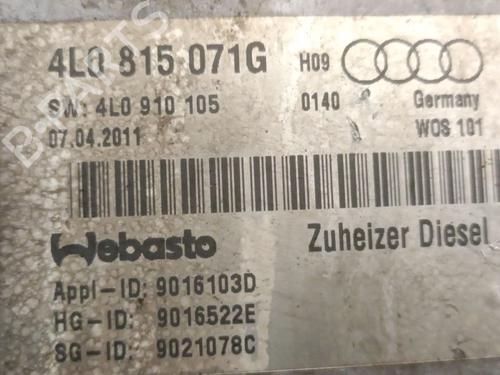 4L0 815 071G H09
SW: 4L0 910 105 0140 Germany
07.04.2011 WOS 101
Webasto Zuheizer Diesel
Appl-ID: 9016103D
HG-ID: 9016522E
SG-ID: 9021078C
B-PARTS